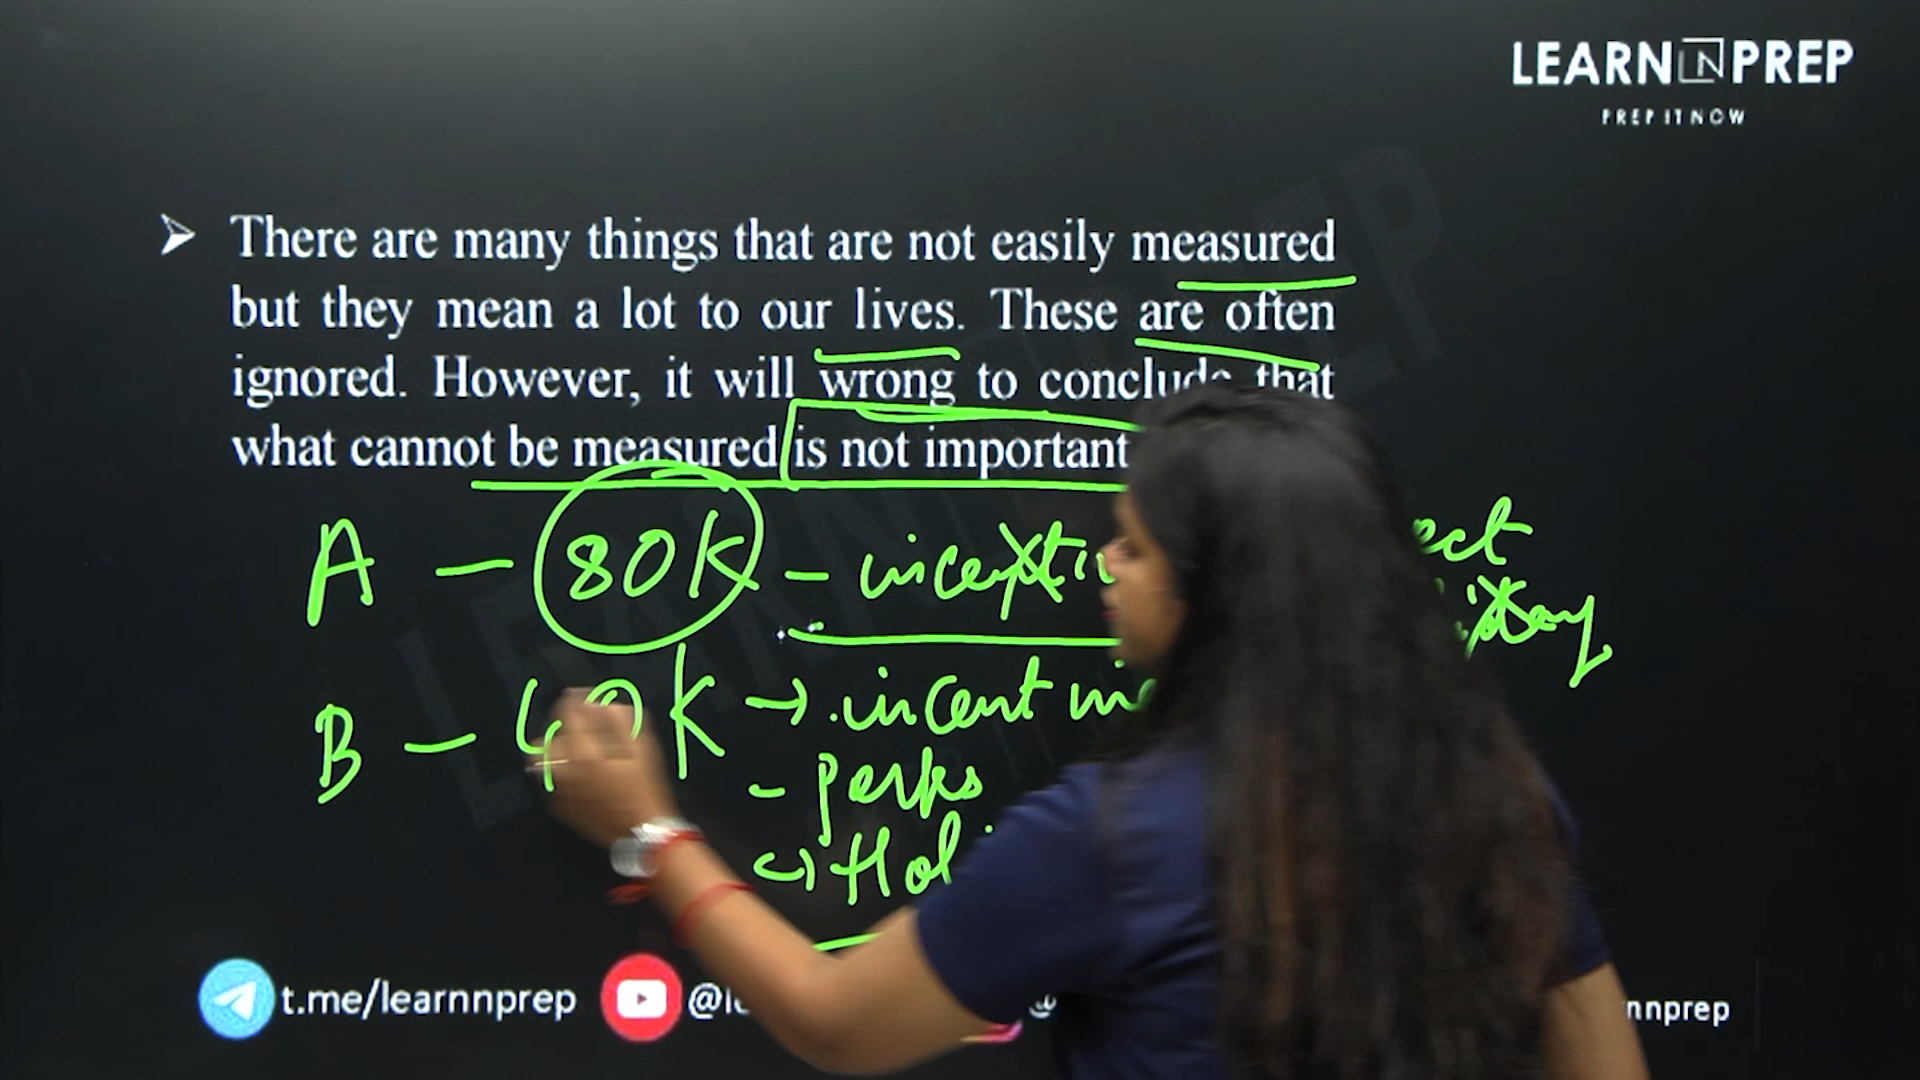 LEARN LN PREP
PREP IT NOW
There are many things that are not easily measured
but they mean a lot to our lives. These are often
ignored. However, it will wrong to conclude that
what cannot be measured is not important
A - 80K -
B - 40K →
- perks
t.me/learnnprep
nnprep